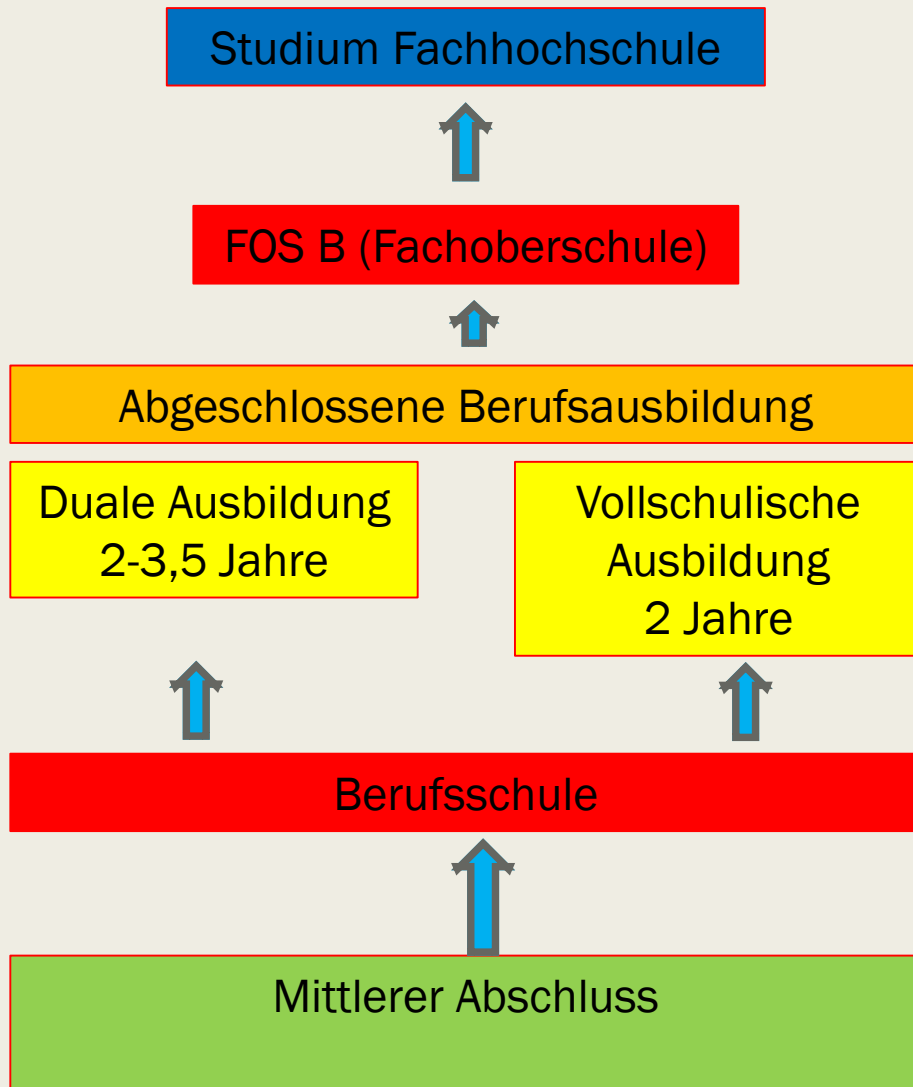 Studium Fachhochschule
FOS B (Fachoberschule)
Abgeschlossene Berufsausbildung
Duale Ausbildung
2-3,5 Jahre
Vollschulische
Ausbildung
2 Jahre
Berufsschule
Mittlerer Abschluss